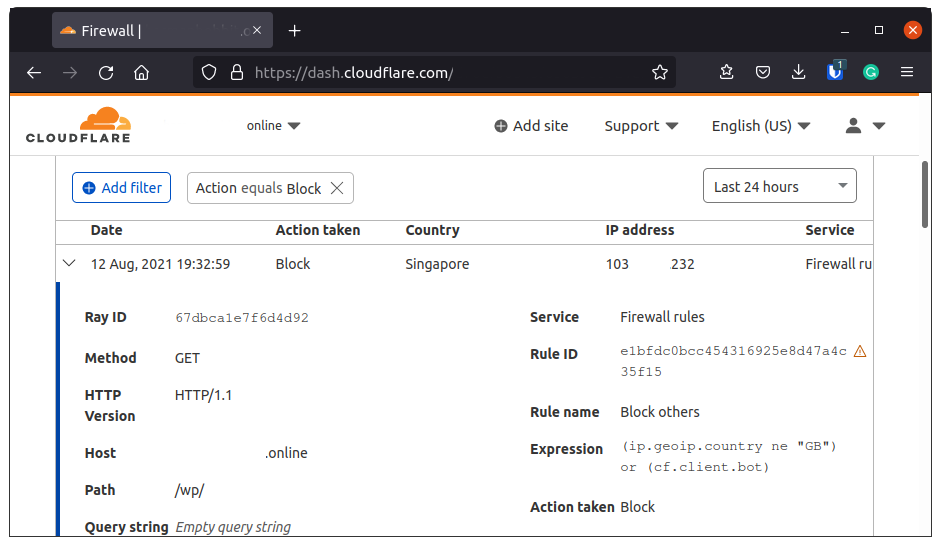 Firewall | .c
https://dash.cloudflare.com/
1
CLOUDFLARE
online
Add site
Support
English (US)
Add filter
Action equals Block
Last 24 hours
Date Action taken Country IP address Service
12 Aug, 2021 19:32:59 Block Singapore 103 .232 Firewall ru
Ray ID 67dbca1e7f6d4d92
Method GET
HTTP Version HTTP/1.1
Host .online
Path /wp/
Query string Empty query string
Service Firewall rules
Rule ID e1bfdc0bcc454316925e8d47a4c
35f15
Rule name Block others
Expression (ip.geoip.country ne "GB")
or (cf.client.bot)
Action taken Block